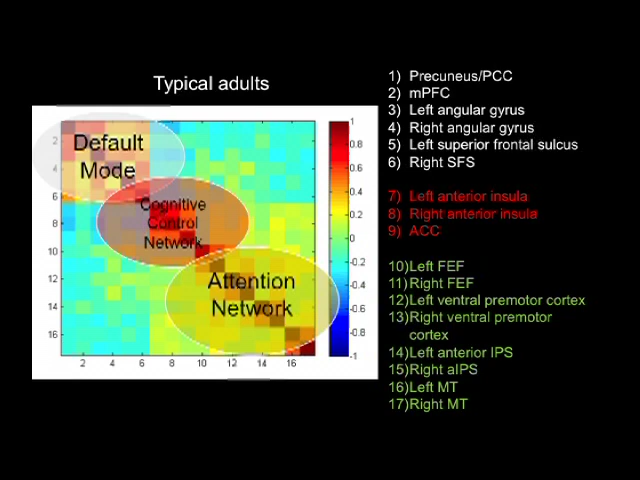 Typical adults
Default
Mode
Cognitive
Control
Network
Attention
Network
2
4
6
8
10
12
14
16
2
4
6
8
10
12
14
16
1
0.8
0.6
0.4
0.2
0
-0.2
-0.4
-0.6
-0.8
-1
1) Precuneus/PCC
2) mPFC
3) Left angular gyrus
4) Right angular gyrus
5) Left superior frontal sulcus
6) Right SFS
7) Left anterior insula
8) Right anterior insula
9) ACC
10)Left FEF
11)Right FEF
12)Left ventral premotor cortex
13)Right ventral premotor
cortex
14)Left anterior IPS
15)Right aIPS
16)Left MT
17)Right MT